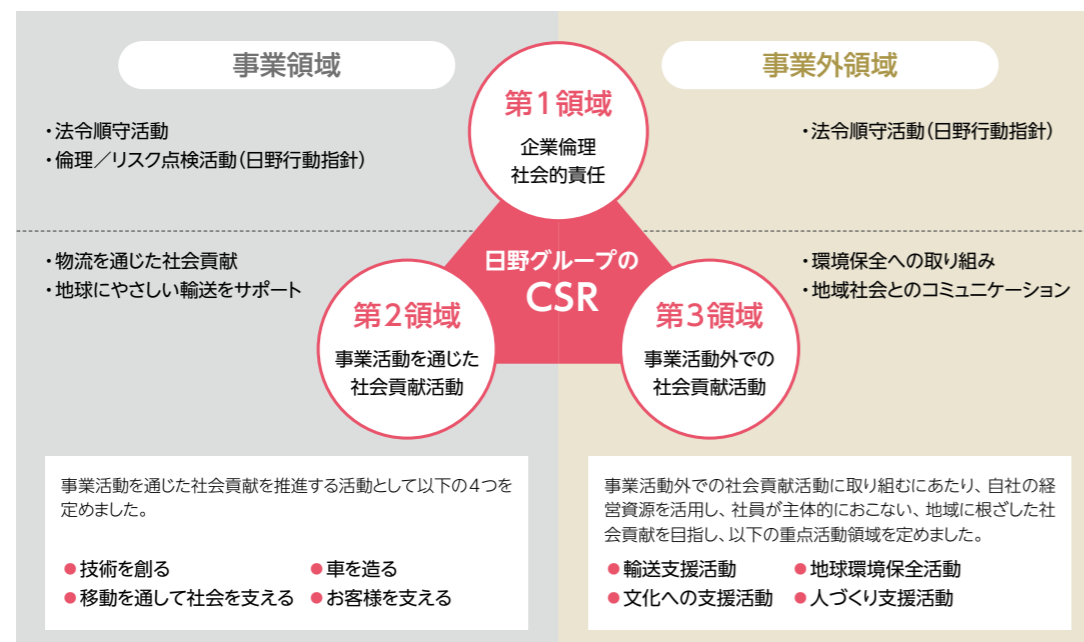 事業領域
事業外領域
第1領域
企業倫理
社会的責任
・法令順守活動
・倫理／リスク点検活動(日野行動指針)
・法令順守活動(日野行動指針)
日野グループの
CSR
・物流を通じた社会貢献
・地球にやさしい輸送をサポート
第2領域
事業活動を通じた
社会貢献活動
第3領域
事業活動外での
社会貢献活動
・環境保全への取り組み
・地域社会とのコミュニケーション
事業活動を通じた社会貢献を推進する活動として以下の4つを
定めました。
●技術を創る ●車を造る
●移動を通して社会を支える ●お客様を支える
事業活動外での社会貢献活動に取り組むにあたり、自社の経
営資源を活用し、社員が主体的におこない、地域に根ざした社
会貢献を目指し、以下の重点活動領域を定めました。
●輸送支援活動 ●地球環境保全活動
●文化への支援活動 ●人づくり支援活動